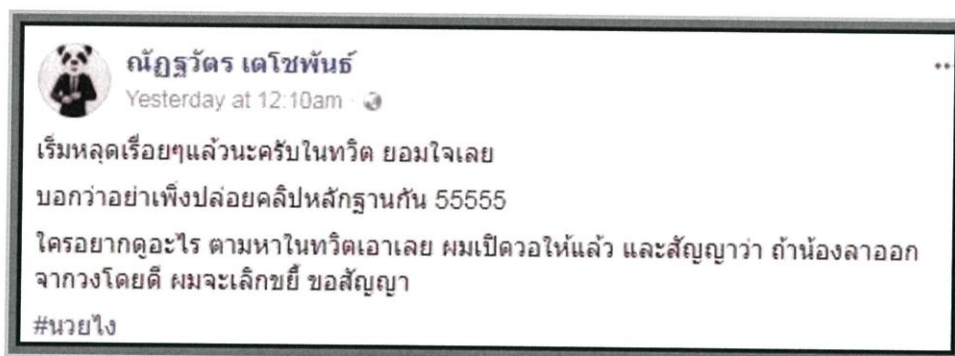 ณัฏฐวัตร เตโชพันธ์
Yesterday at 12:10am
เริ่มหลุดเรื่อยๆแล้วนะครับในทวิต ยอมใจเลย
บอกว่าอย่าเพิ่งปล่อยคลิปหลักฐานกัน 55555
ใครอยากดูอะไร ตามหาในทวิตเอาเลย ผมเปิดวอให้แล้ว และสัญญาว่า ถ้าน้องลาออก
จากวงโดยดี ผมจะเลิกขยี้ ขอสัญญา
#นวยไง